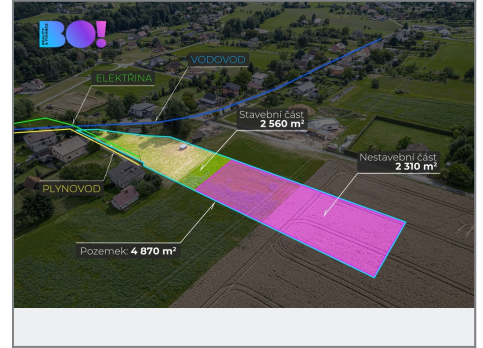 BO!
VODOVOD
ELEKTŘINA
Stavební část
2 560 m²
Nestavební část
2 310 m²
PLYNOVOD
Pozemek: 4 870 m²